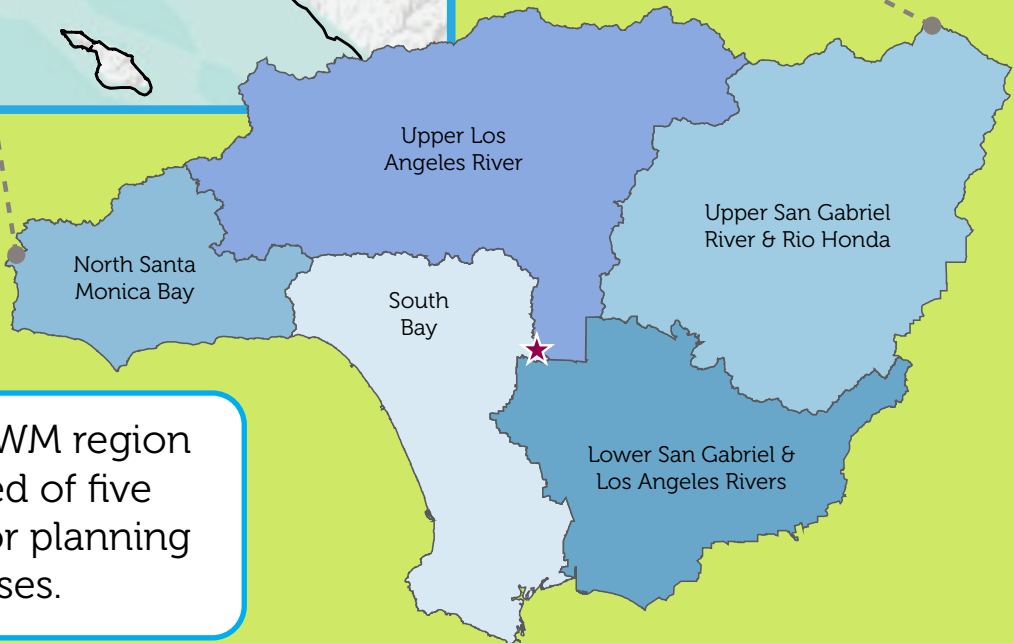 Upper Los
Angeles River
Upper San Gabriel
River & Rio Honda
North Santa
Monica Bay
South
Bay
Lower San Gabriel &
Los Angeles Rivers
WM region
ed of five
or planning
ses.